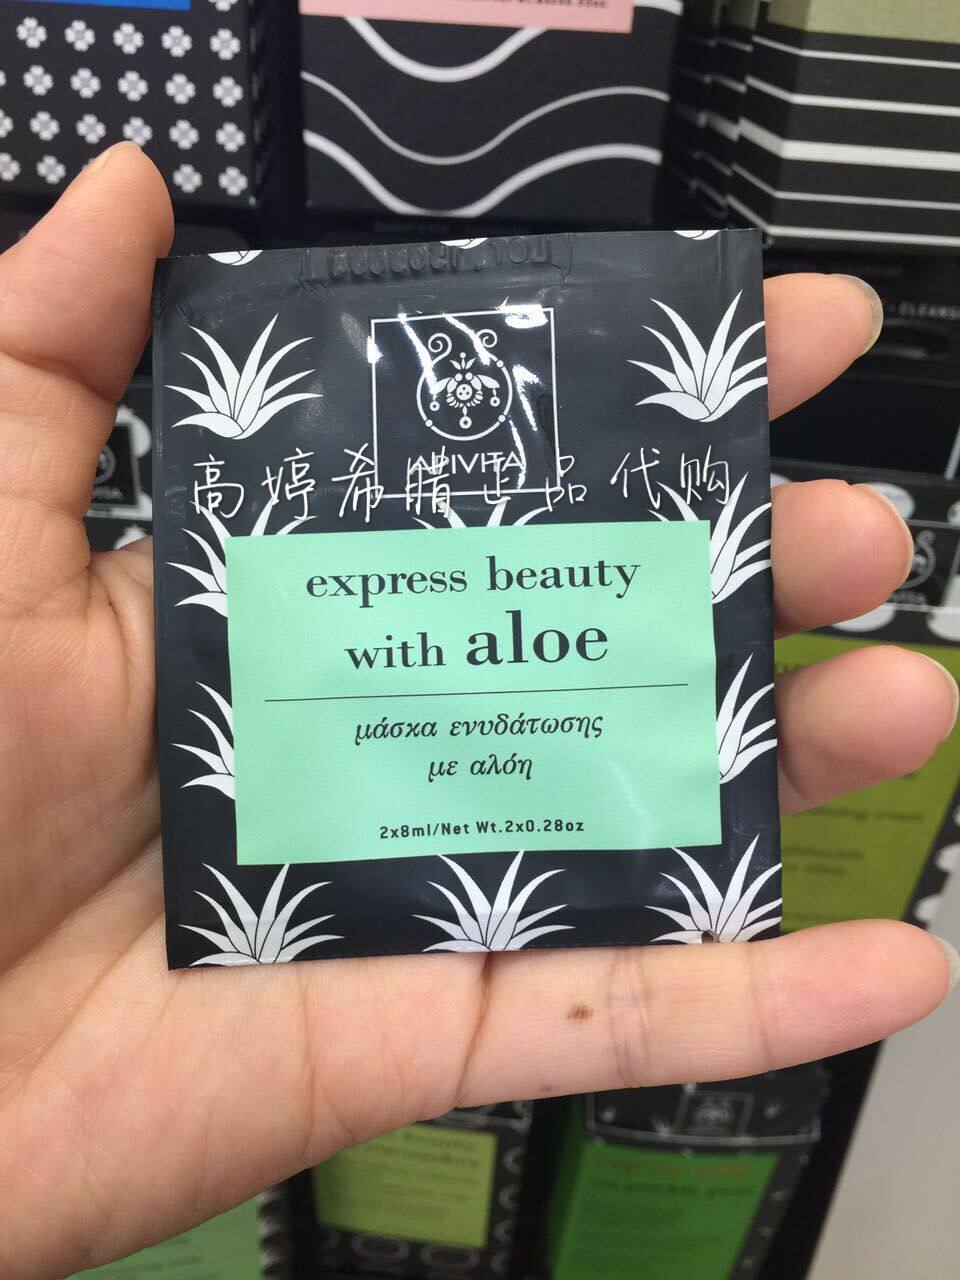 APIVITA
高婷希腊正品代购
express beauty
with aloe
μάσκα ενυδάτωσης
με αλόη
2x8ml/Net Wt.2x0.28oz